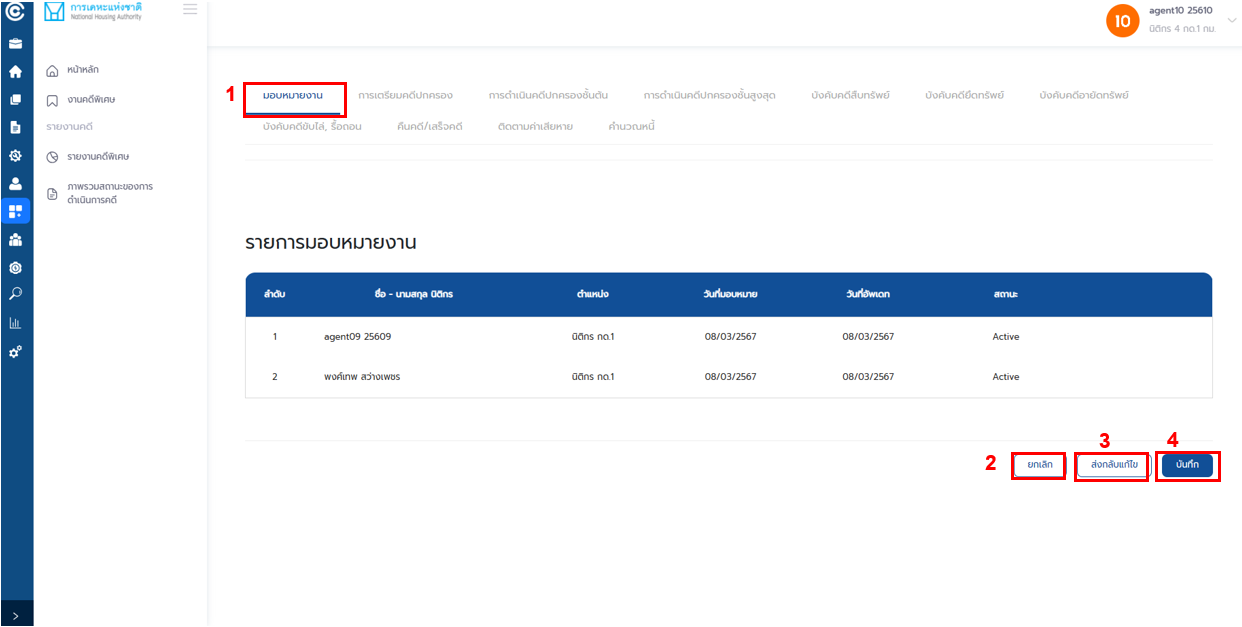 การเคหะแห่งชาติ
National Housing Authority
10
agent10 25610
นิติกร 4 กด.1 กม.
หน้าหลัก
งานคดีพิเศษ
รายงานคดี
รายงานคดีพิเศษ
ภาพรวมสถานะของการ
ดำเนินการคดี
1
มอบหมายงาน การเตรียมคดีปกครอง การดำเนินคดีปกครองชั้นต้น การดำเนินคดีปกครองชั้นสูงสุด บังคับคดีสืบทรัพย์ บังคับคดียึดทรัพย์ บังคับคดีอายัดทรัพย์
บังคับคดีขับไล่, รื้อถอน คืนคดี/เสร็จคดี ติดตามค่าเสียหาย คำนวณหนี้
รายการมอบหมายงาน
ลำดับ ชื่อ - นามสกุล นิติกร ตำแหน่ง วันที่มอบหมาย วันที่อัพเดท สถานะ
1 agent09 25609 นิติกร กด.1 08/03/2567 08/03/2567 Active
2 พงค์เทพ สว่างเพชร นิติกร กด.1 08/03/2567 08/03/2567 Active
2 ยกเลิก
3 ส่งกลับแก้ไข
4 บันทึก